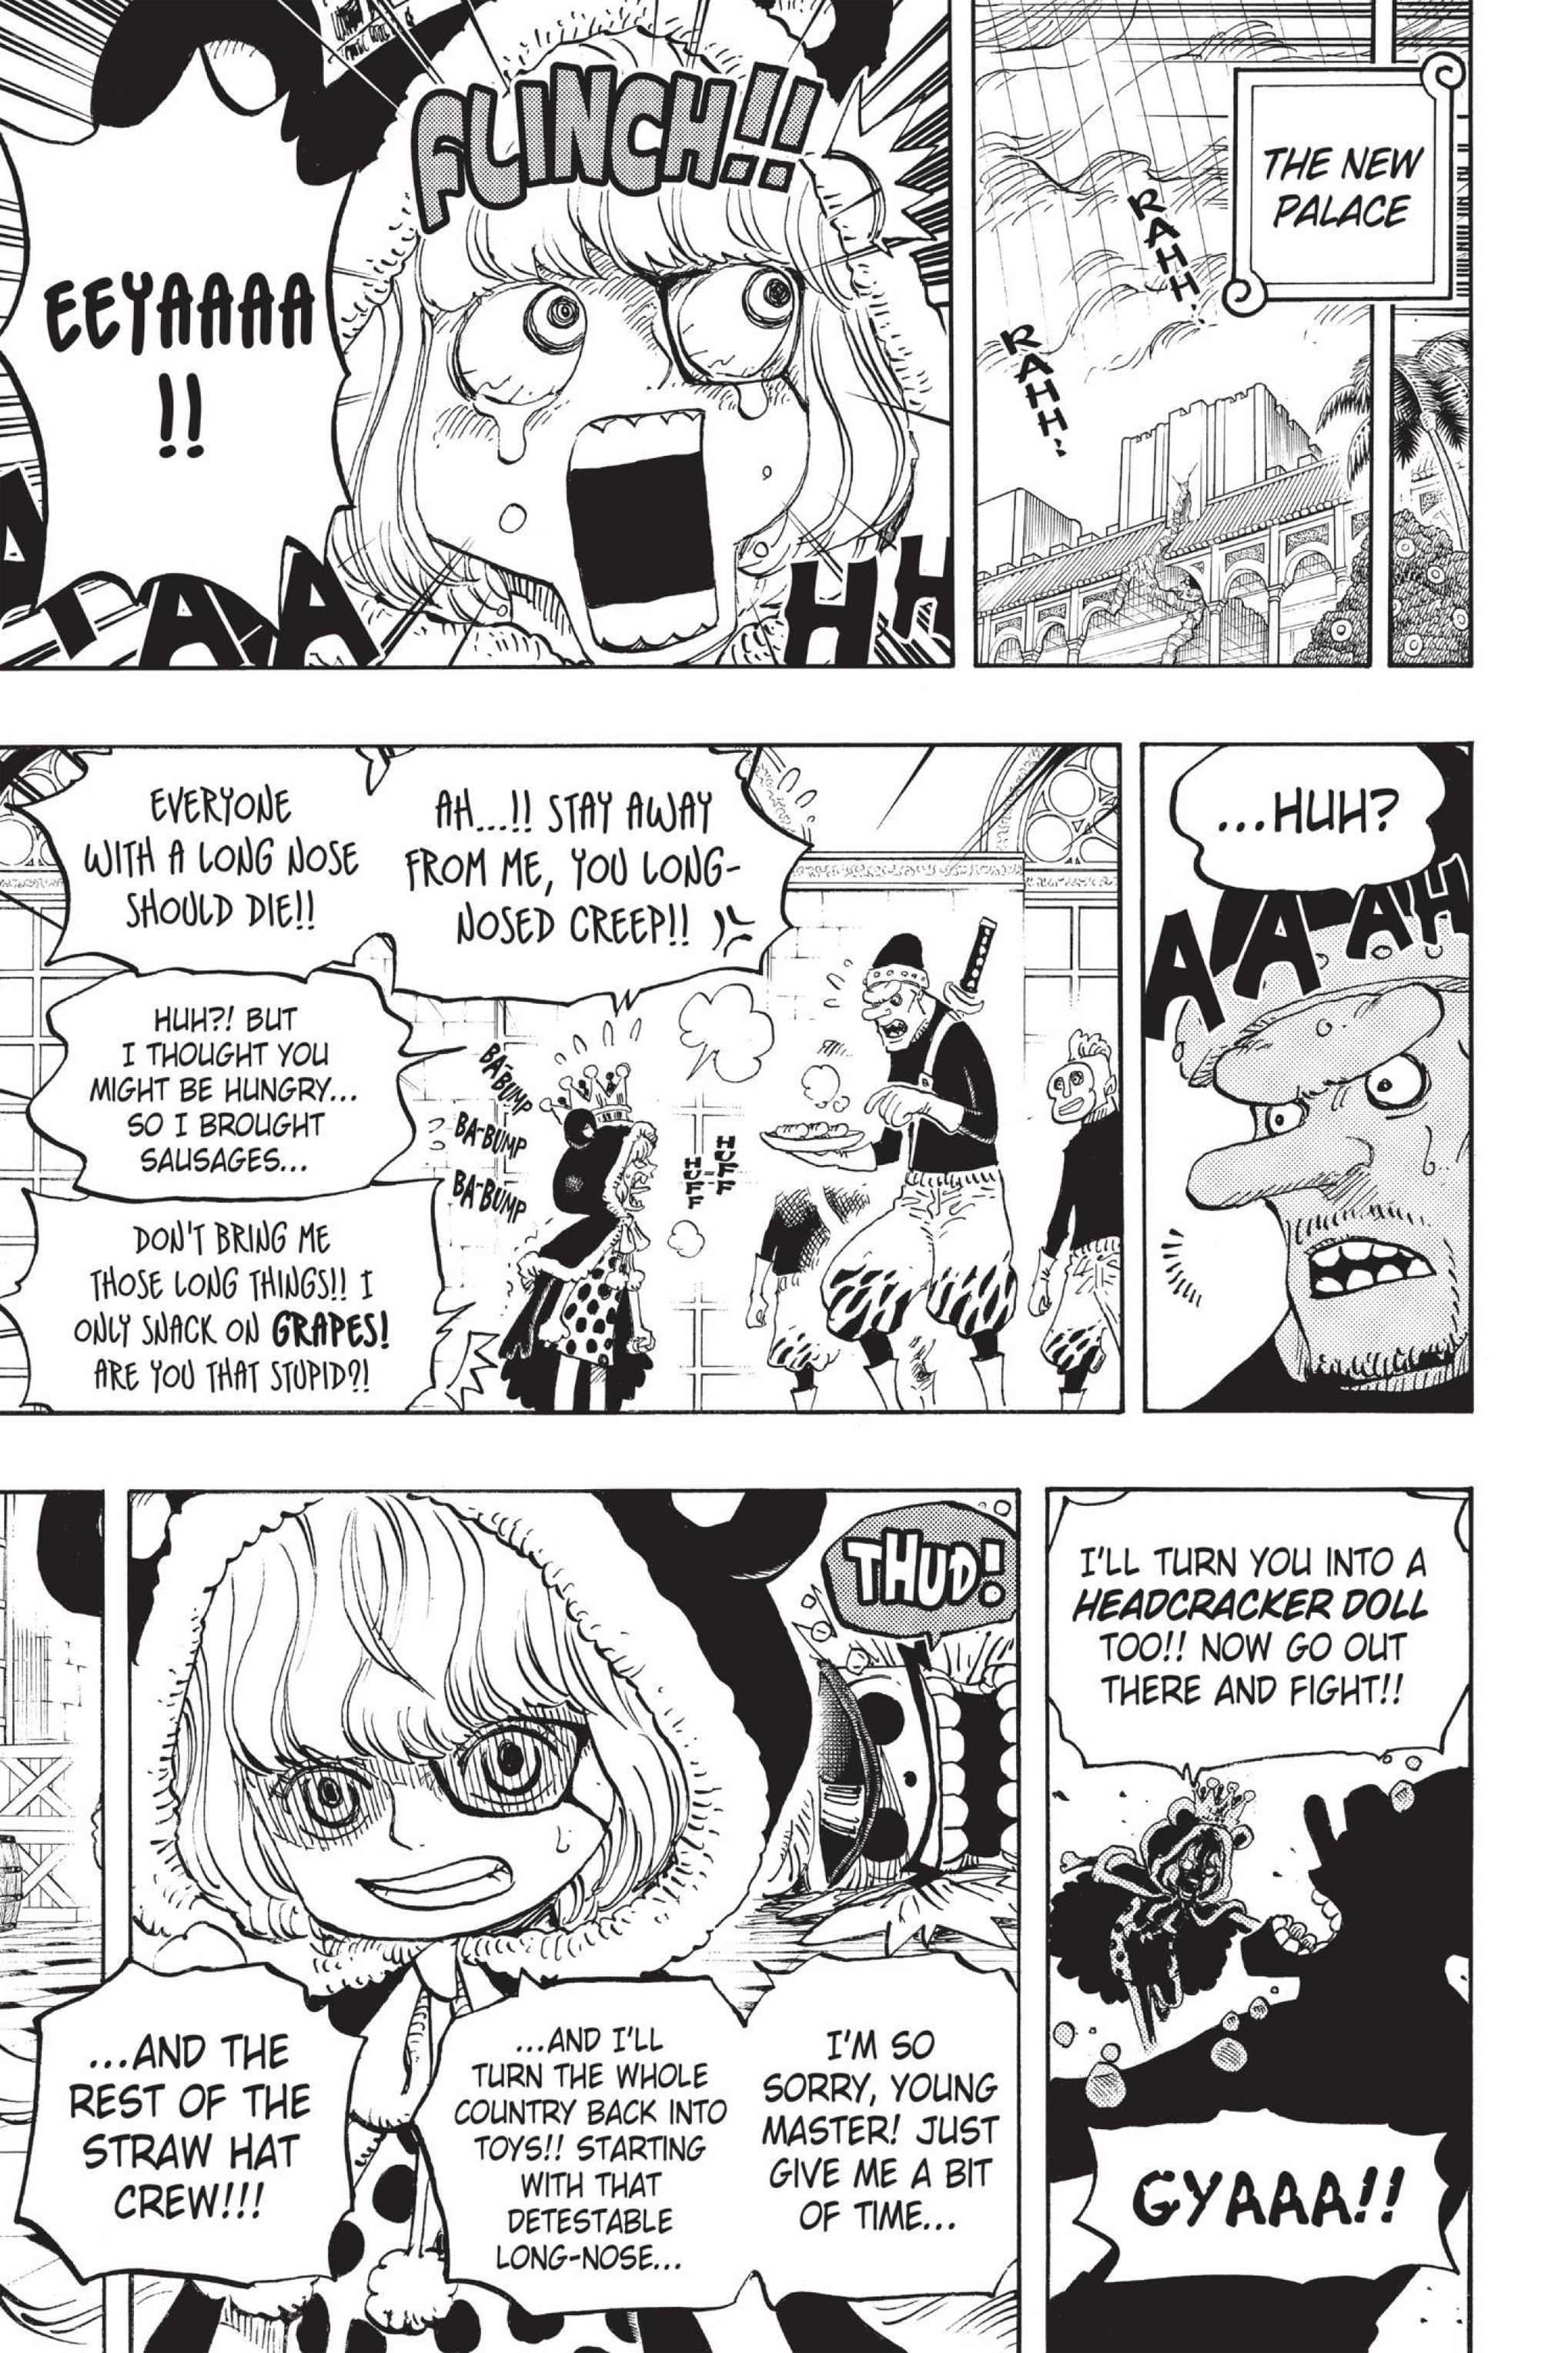 THE NEW
PALACE
RAHH!
RAHH!
FLINCH!!
EEYAAAA
!!
AAA
HH
...HUH?
AAAAH
AH...!! STAY AWAY
FROM ME, YOU LONG-
NOSED CREEP!!
EVERYONE
WITH A LONG NOSE
SHOULD DIE!!
HUH?! BUT
I THOUGHT YOU
MIGHT BE HUNGRY...
SO I BROUGHT
SAUSAGES...
BA-BUMP
BA-BUMP
BA-BUMP
HUFF
HUFF
DON'T BRING ME
THOSE LONG THINGS!! I
ONLY SNACK ON GRAPES!
ARE YOU THAT STUPID?!
I'LL TURN YOU INTO A
HEADCRACKER DOLL
TOO!! NOW GO OUT
THERE AND FIGHT!!
GYAAA!!
THUD!
I'M SO
SORRY, YOUNG
MASTER! JUST
GIVE ME A BIT
OF TIME...
...AND I'LL
TURN THE WHOLE
COUNTRY BACK INTO
TOYS!! STARTING
WITH THAT
DETESTABLE
LONG-NOSE...
...AND THE
REST OF THE
STRAW HAT
CREW!!!